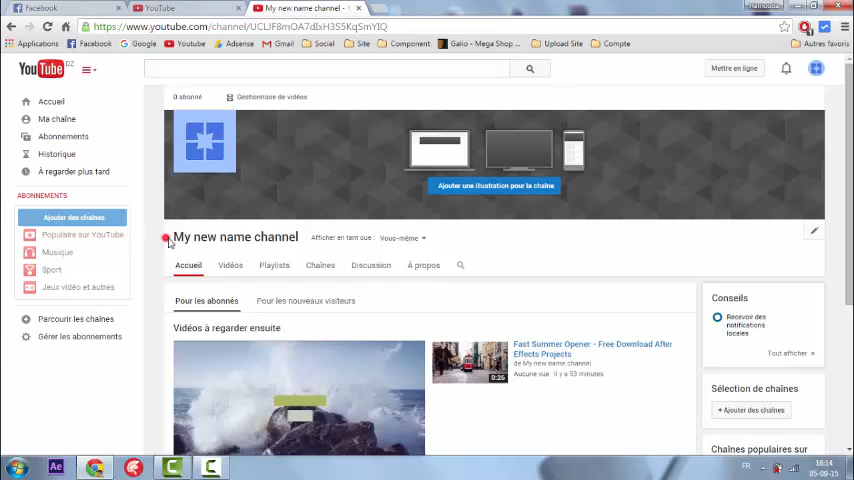 Facebook
YouTube
My new name channel - Y
Hamouda
https://www.youtube.com/channel/UCLJF8mOA7dIxH3S5KqSmYIQ
Applications
Facebook
Google
Youtube
Adsense
Gmail
Social
Site
Component
Galio - Mega Shop ...
Upload Site
Compte
Autres favoris
YouTube DZ
Mettre en ligne
0 abonné
Gestionnaire de vidéos
Accueil
Ma chaîne
Abonnements
Historique
À regarder plus tard
ABONNEMENTS
Ajouter des chaînes
Populaire sur YouTube
Musique
Sport
Jeux vidéo et autres
Parcourir les chaînes
Gérer les abonnements
Ajouter une illustration pour la chaîne
My new name channel
Afficher en tant que : Vous-même
Accueil
Vidéos
Playlists
Chaînes
Discussion
À propos
Pour les abonnés
Pour les nouveaux visiteurs
Vidéos à regarder ensuite
Fast Summer Opener - Free Download After
Effects Projects
de My new name channel
Aucune vue il y a 53 minutes
0:26
Conseils
Recevoir des
notifications
locales
Tout afficher »
Sélection de chaînes
+ Ajouter des chaînes
Chaînes populaires sur
Ae
FR
16:14
05-09-15